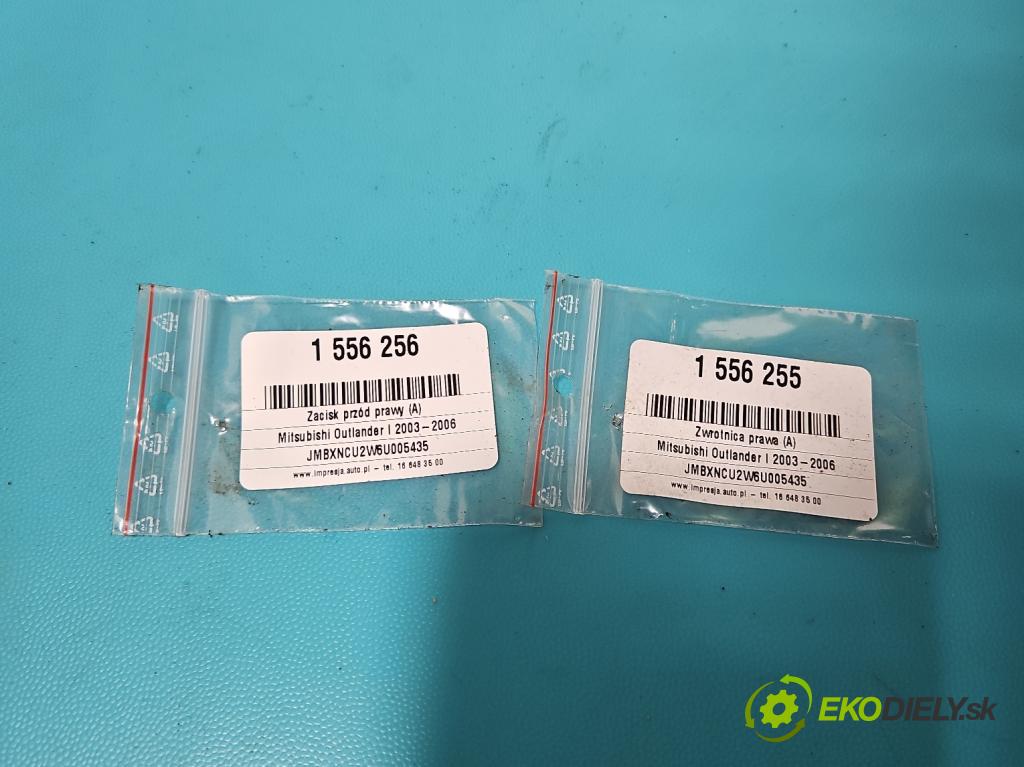 1 556 256
Zacisk przód prawy (A)
Mitsubishi Outlander I 2003-2006
JMBXNCU2W6U005435
www.impresja.auto.pl - tel. 16 648 35 00
1 556 255
Zwrotnica prawa (A)
Mitsubishi Outlander I 2003-2006
JMBXNCU2W6U005435
www.impresja.auto.pl - tel. 16 648 35 00
EKODIELY.sk